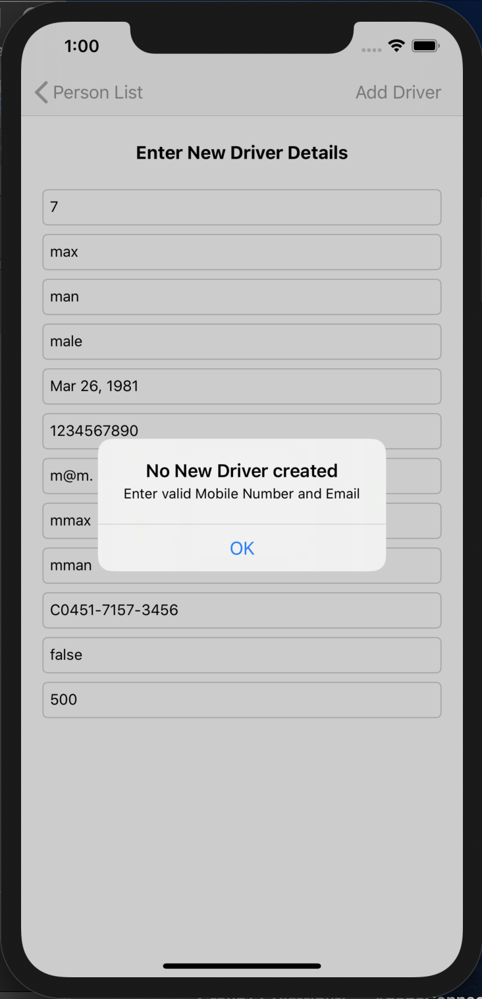 1:00
Person List
Add Driver
Enter New Driver Details
7
max
man
male
Mar 26, 1981
1234567890
m@m.
No New Driver created
Enter valid Mobile Number and Email
mmax
OK
mman
C0451-7157-3456
false
500